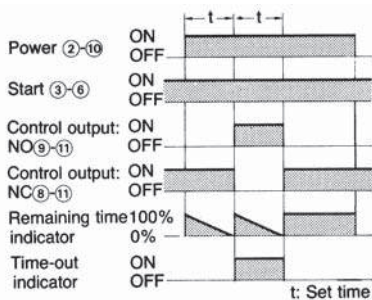 t t
Power ②-⑩ ON
OFF
Start ③-⑥ ON
OFF
Control output: ON
NO⑨-⑪ OFF
Control output: ON
NC⑧-⑪ OFF
Remaining time 100%
indicator 0%
Time-out ON
indicator OFF
t: Set time